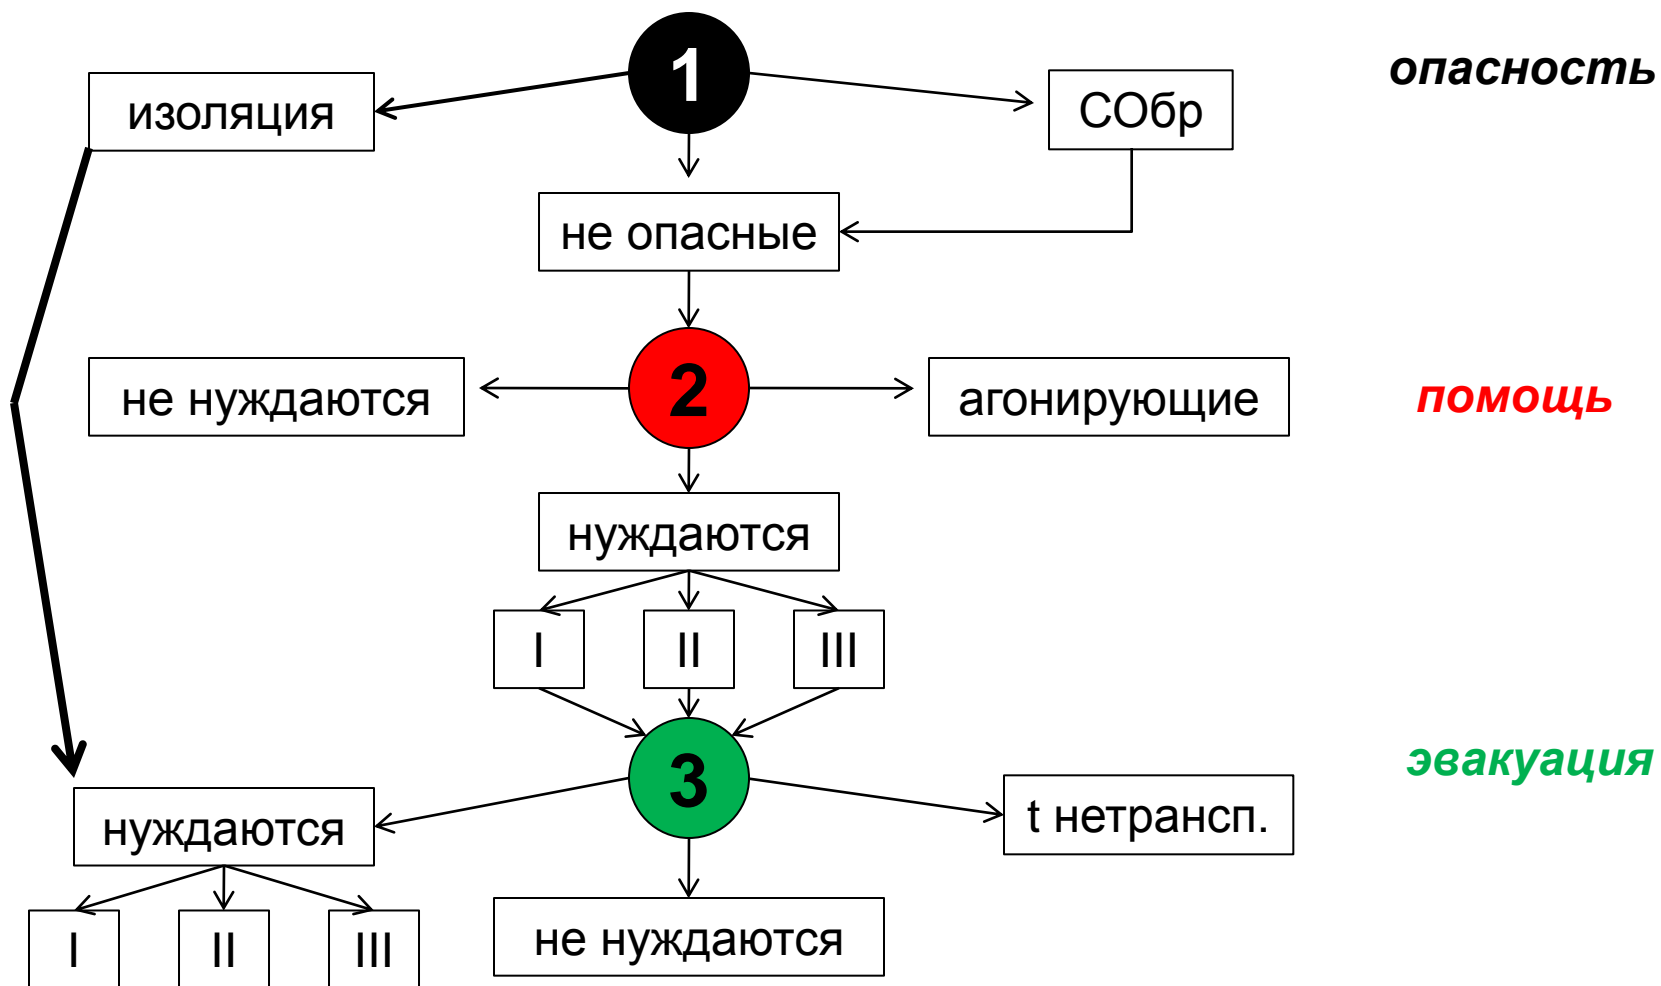 1
опасность
изоляция
СОбр
не опасные
не нуждаются
2
агонирующие
помощь
нуждаются
I
II
III
3
эвакуация
нуждаются
t нетрансп.
I
II
III
не нуждаются